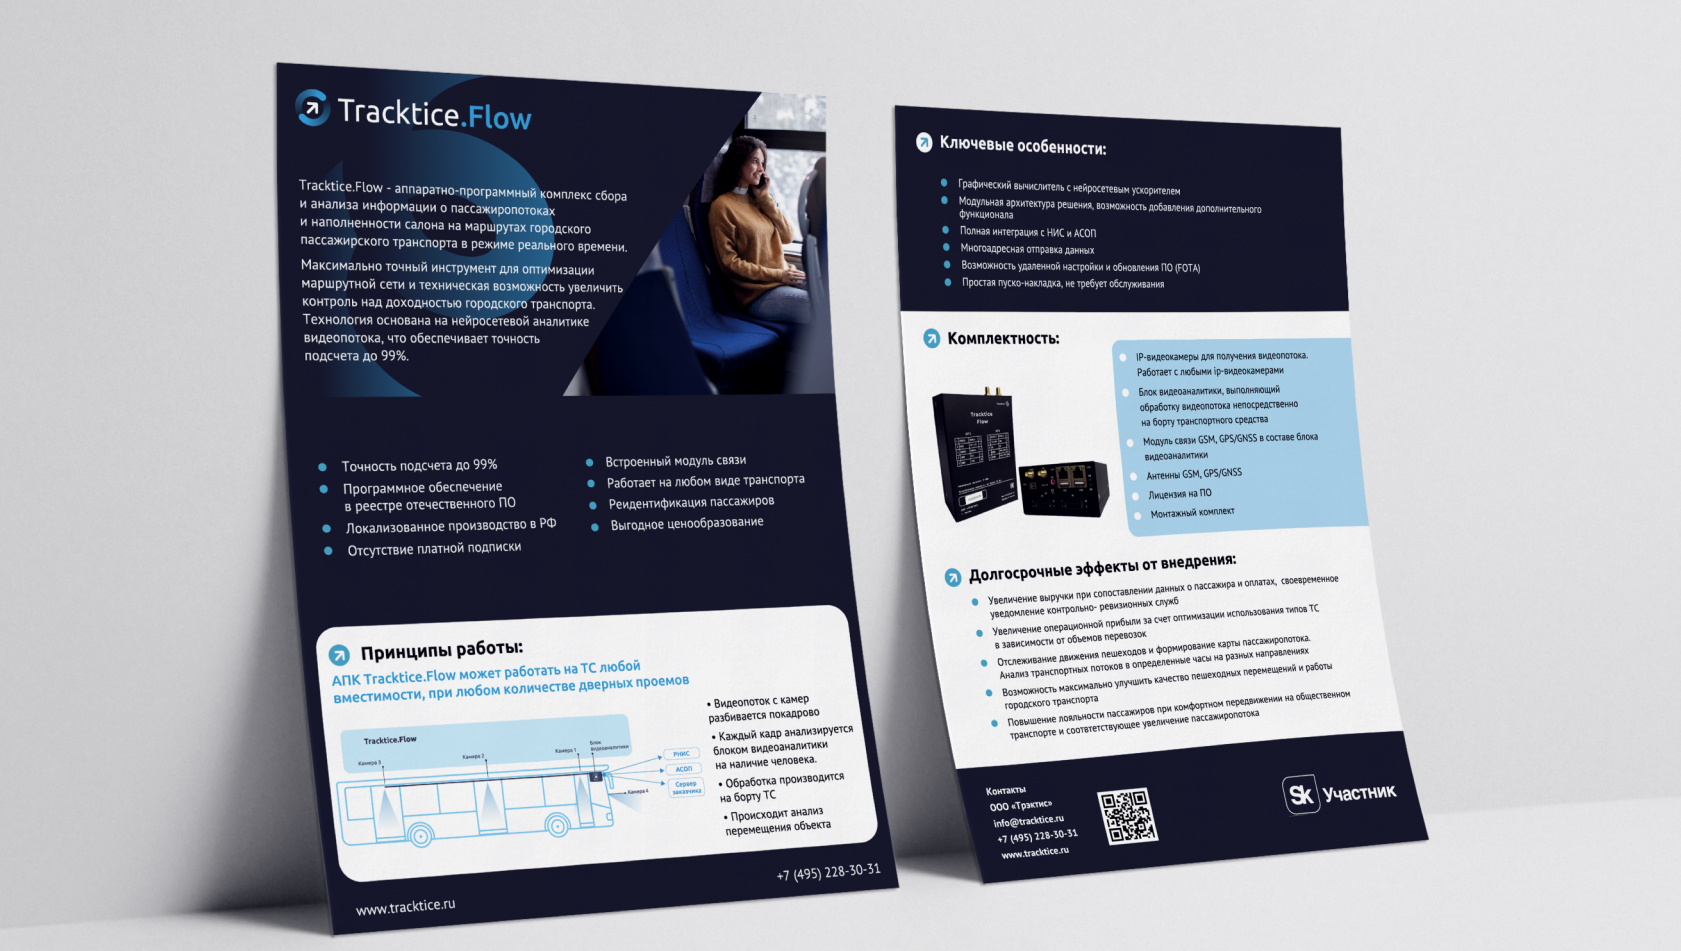 Tracktice.Flow
Tracktice.Flow - аппаратно-программный комплекс сбора
и анализа информации о пассажиропотоках
и наполненности салона на маршрутах городского
пассажирского транспорта в режиме реального времени.
Максимально точный инструмент для оптимизации
маршрутной сети и техническая возможность увеличить
контроль над доходностью городского транспорта.
Технология основана на нейросетевой аналитике
видеопотока, что обеспечивает точность
подсчета до 99%.
Точность подсчета до 99%
Программное обеспечение
в реестре отечественного ПО
Локализованное производство в РФ
Отсутствие платной подписки
Встроенный модуль связи
Работает на любом виде транспорта
Реидентификация пассажиров
Выгодное ценообразование
Принципы работы:
АПК Tracktice.Flow может работать на ТС любой
вместимости, при любом количестве дверных проемов
Tracktice.Flow
Камера 3
Камера 2
Камера 1
Блок
видеоаналитики
Камера 4
РНИС
АСОП
Сервер
заказчика
• Видеопоток с камер
разбивается покадрово
• Каждый кадр анализируется
блоком видеоаналитики
на наличие человека.
• Обработка производится
на борту ТС
• Происходит анализ
перемещения объекта
www.tracktice.ru
+7 (495) 228-30-31
Ключевые особенности:
Графический вычислитель с нейросетевым ускорителем
Модульная архитектура решения, возможность добавления дополнительного
функционала
Полная интеграция с НИС и АСОП
Многоадресная отправка данных
Возможность удаленной настройки и обновления ПО (FOTA)
Простая пуско-накладка, не требует обслуживания
Комплектность:
Tracktice
Flow
IP-видеокамеры для получения видеопотока.
Работает с любыми ip-видеокамерами
Блок видеоаналитики, выполняющий
обработку видеопотока непосредственно
на борту транспортного средства
Модуль связи GSM, GPS/GNSS в составе блока
видеоаналитики
Антенны GSM, GPS/GNSS
Лицензия на ПО
Монтажный комплект
Долгосрочные эффекты от внедрения:
Увеличение выручки при сопоставлении данных о пассажира и оплатах, своевременное
уведомление контрольно- ревизионных служб
Увеличение операционной прибыли за счет оптимизации использования типов ТС
в зависимости от объемов перевозок
Отслеживание движения пешеходов и формирование карты пассажиропотока.
Анализ транспортных потоков в определенные часы на разных направлениях
Возможность максимально улучшить качество пешеходных перемещений и работы
городского транспорта
Повышение лояльности пассажиров при комфортном передвижении на общественном
транспорте и соответствующее увеличение пассажиропотока
Контакты
ООО «Трэктис»
info@tracktice.ru
+7 (495) 228-30-31
www.tracktice.ru
Sk Участник